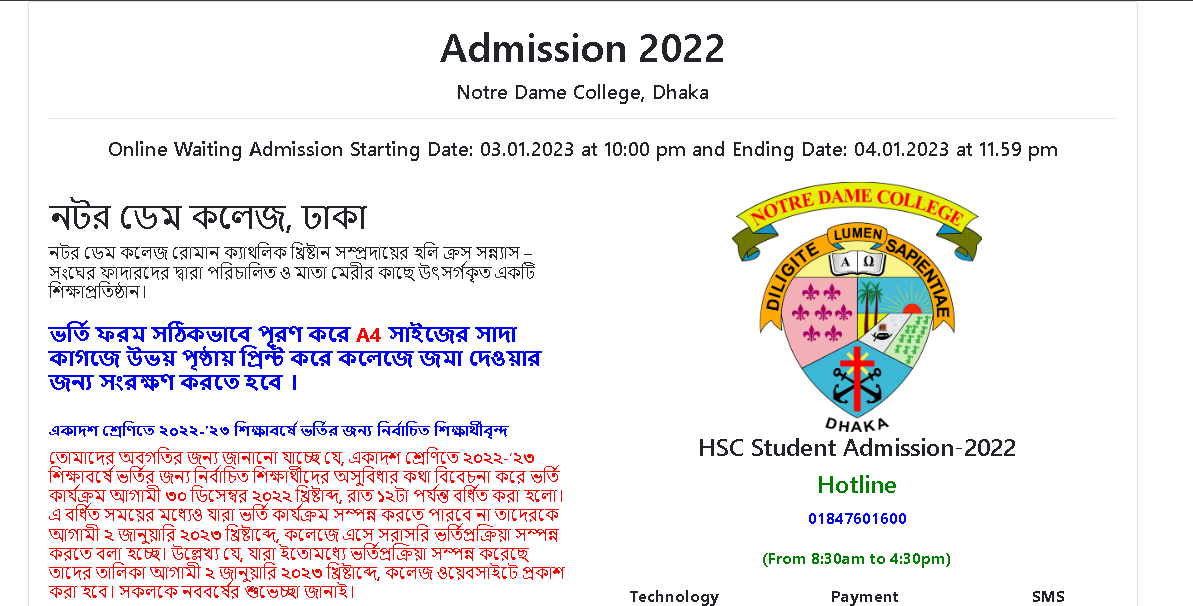 Admission 2022
Notre Dame College, Dhaka
Online Waiting Admission Starting Date: 03.01.2023 at 10:00 pm and Ending Date: 04.01.2023 at 11.59 pm
নটর ডেম কলেজ, ঢাকা
নটর ডেম কলেজ রোমান ক্যাথলিক খ্রিষ্টান সম্প্রদায়ের হলি ক্রস সন্ন্যাস –
সংঘের ফাদারদের দ্বারা পরিচালিত ও মাতা মেরীর কাছে উৎসর্গকৃত একটি
শিক্ষাপ্রতিষ্ঠান।
ভর্তি ফরম সঠিকভাবে পূরণ করে A4 সাইজের সাদা
কাগজে উভয় পৃষ্ঠায় প্রিন্ট করে কলেজে জমা দেওয়ার
জন্য সংরক্ষণ করতে হবে ।
একাদশ শ্রেণিতে ২০২২-'২৩ শিক্ষাবর্ষে ভর্তির জন্য নির্বাচিত শিক্ষার্থীবৃন্দ
তোমাদের অবগতির জন্য জানানো যাচ্ছে যে, একাদশ শ্রেণিতে ২০২২-'২৩
শিক্ষাবর্ষে ভর্তির জন্য নির্বাচিত শিক্ষার্থীদের অসুবিধার কথা বিবেচনা করে ভর্তি
কার্যক্রম আগামী ৩০ ডিসেম্বর ২০২২ খ্রিষ্টাব্দ, রাত ১২টা পর্যন্ত বর্ধিত করা হলো।
এ বর্ধিত সময়ের মধ্যেও যারা ভর্তি কার্যক্রম সম্পন্ন করতে পারবে না তাদেরকে
আগামী ২ জানুয়ারি ২০২৩ খ্রিষ্টাব্দে, কলেজে এসে সরাসরি ভর্তিপ্রক্রিয়া সম্পন্ন
করতে বলা হচ্ছে। উল্লেখ্য যে, যারা ইতোমধ্যে ভর্তিপ্রক্রিয়া সম্পন্ন করেছে
তাদের তালিকা আগামী ২ জানুয়ারি ২০২৩ খ্রিষ্টাব্দে, কলেজ ওয়েবসাইটে প্রকাশ
করা হবে। সকলকে নববর্ষের শুভেচ্ছা জানাই।
NOTRE DAME COLLEGE
DILIGITE LUMEN SAPIENTIAE
Α Ω
DHAKA
HSC Student Admission-2022
Hotline
01847601600
(From 8:30am to 4:30pm)
Technology Payment SMS